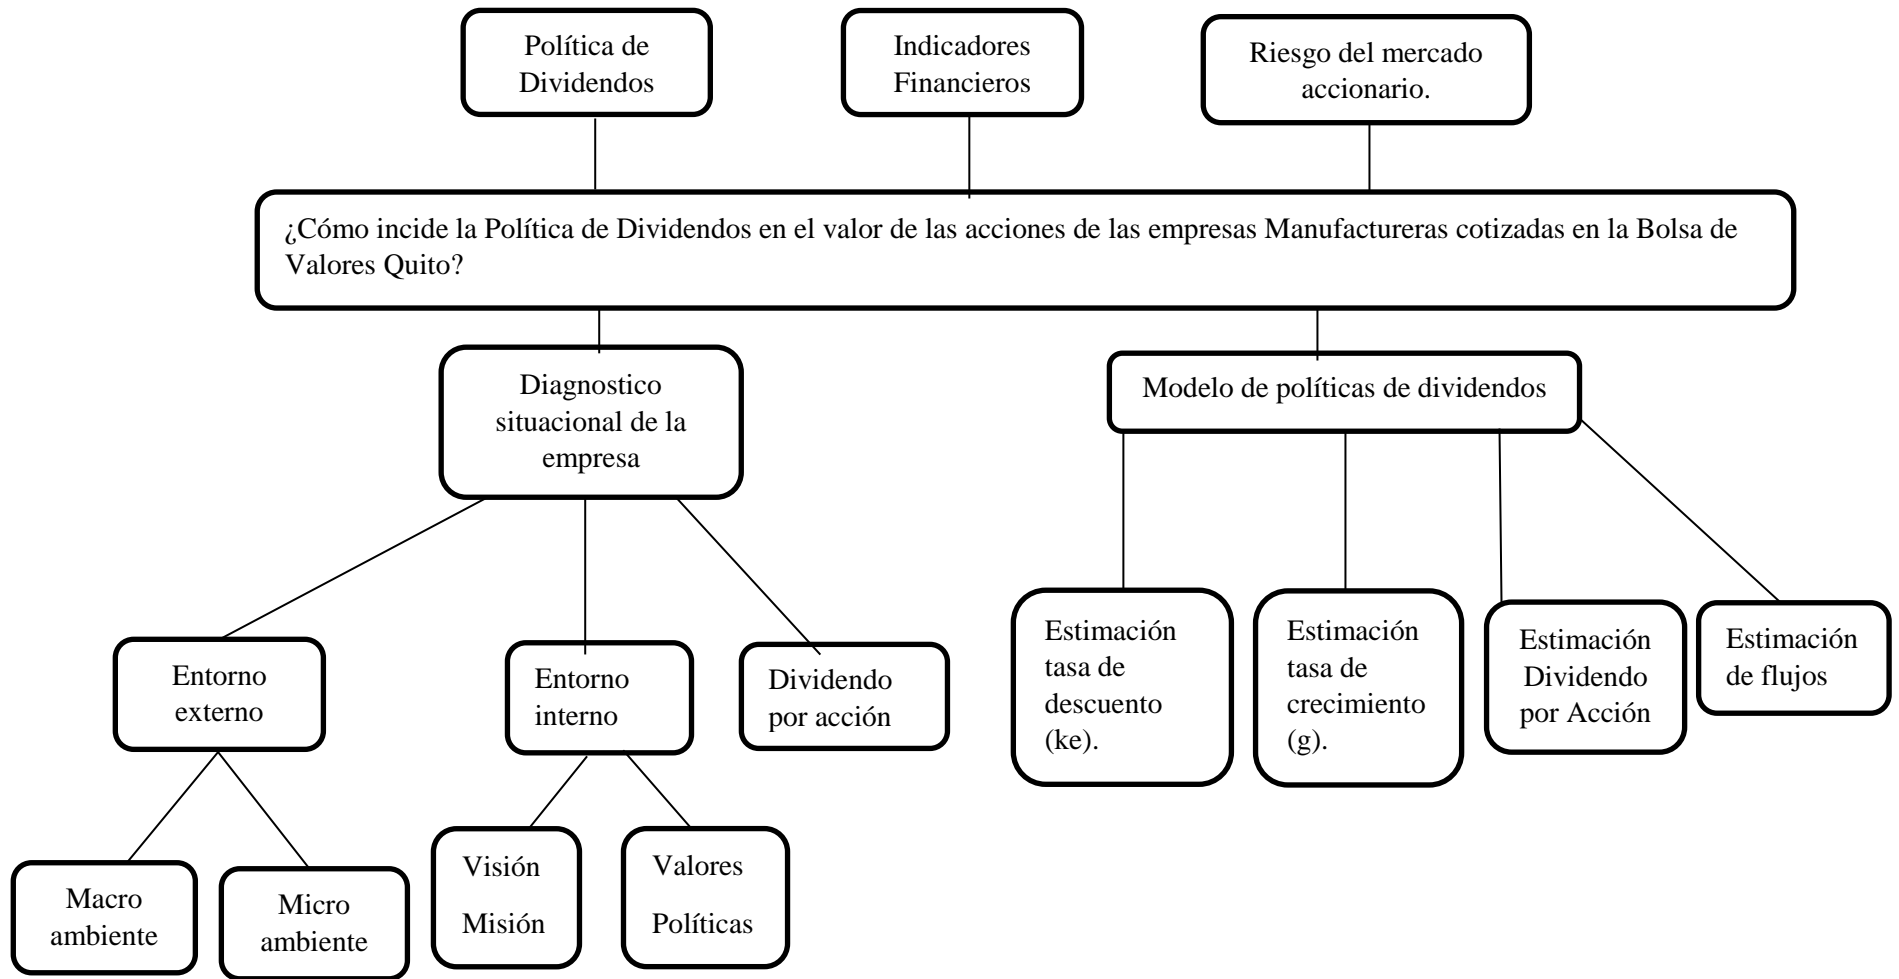 Política de
Dividendos
Indicadores
Financieros
Riesgo del mercado
accionario.
¿Cómo incide la Política de Dividendos en el valor de las acciones de las empresas Manufactureras cotizadas en la Bolsa de
Valores Quito?
Diagnostico
situacional de la
empresa
Modelo de políticas de dividendos
Entorno
externo
Entorno
interno
Dividendo
por acción
Estimación
tasa de
descuento
(ke).
Estimación
tasa de
crecimiento
(g).
Estimación
Dividendo
por Acción
Estimación
de flujos
Macro
ambiente
Micro
ambiente
Visión
Misión
Valores
Políticas